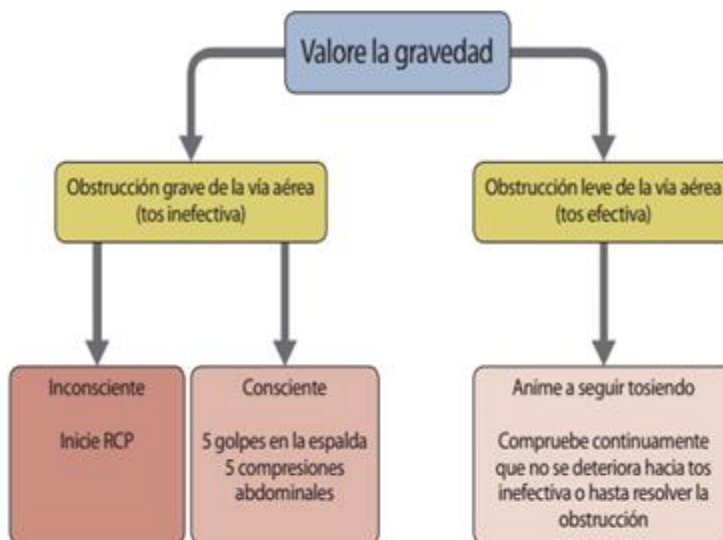 Valore la gravedad
Obstrucción grave de la vía aérea
(tos inefectiva)
Obstrucción leve de la vía aérea
(tos efectiva)
Inconsciente
Inicie RCP
Consciente
5 golpes en la espalda
5 compresiones
abdominales
Anime a seguir tosiendo
Compruebe continuamente
que no se deteriora hacia tos
inefectiva o hasta resolver la
obstrucción